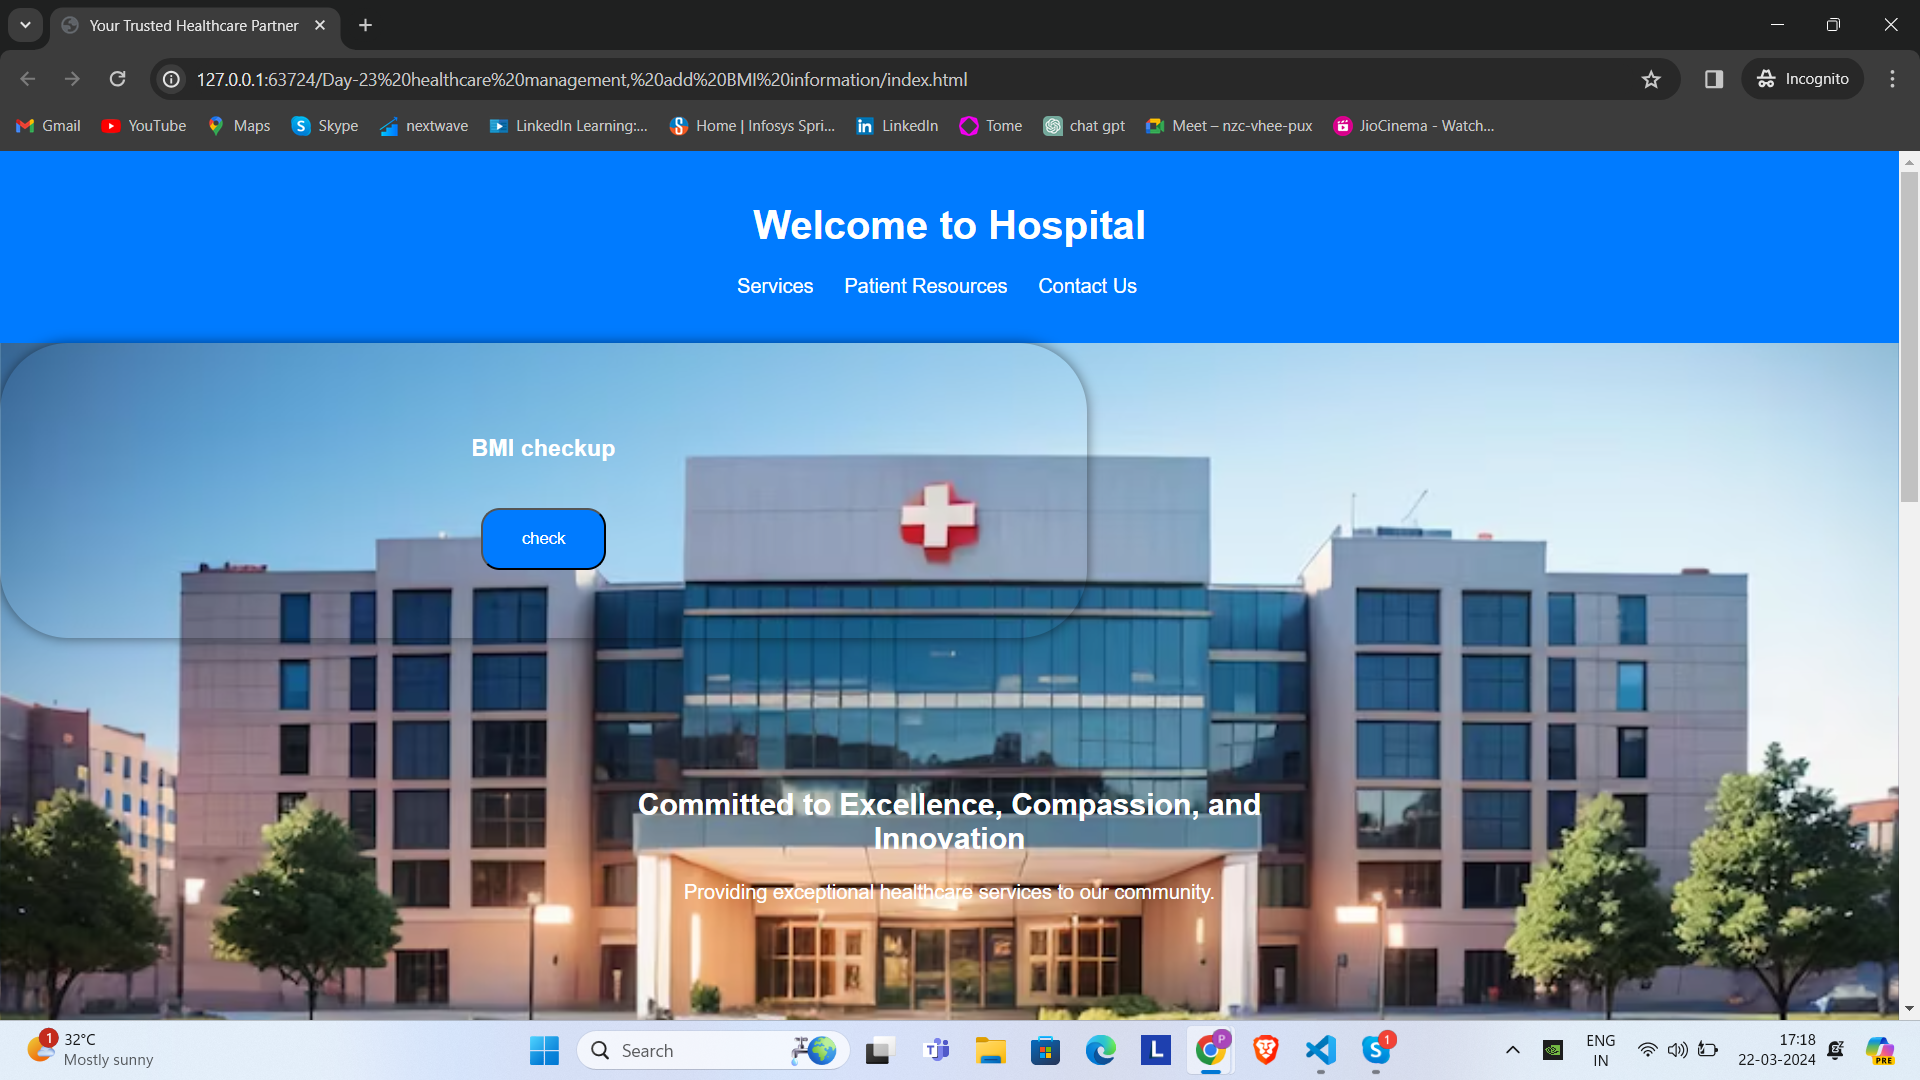 Your Trusted Healthcare Partner
127.0.0.1:63724/Day-23%20healthcare%20management,%20add%20BMI%20information/index.html
Incognito
Gmail YouTube Maps Skype nextwave LinkedIn Learning:... Home | Infosys Spri... LinkedIn Tome chat gpt Meet – nzc-vhee-pux JioCinema - Watch...
Welcome to Hospital
Services Patient Resources Contact Us
BMI checkup
check
Committed to Excellence, Compassion, and
Innovation
Providing exceptional healthcare services to our community.
1
32°C
Mostly sunny
Search
T
L
P
S
1
ENG
IN
17:18
22-03-2024
PRE